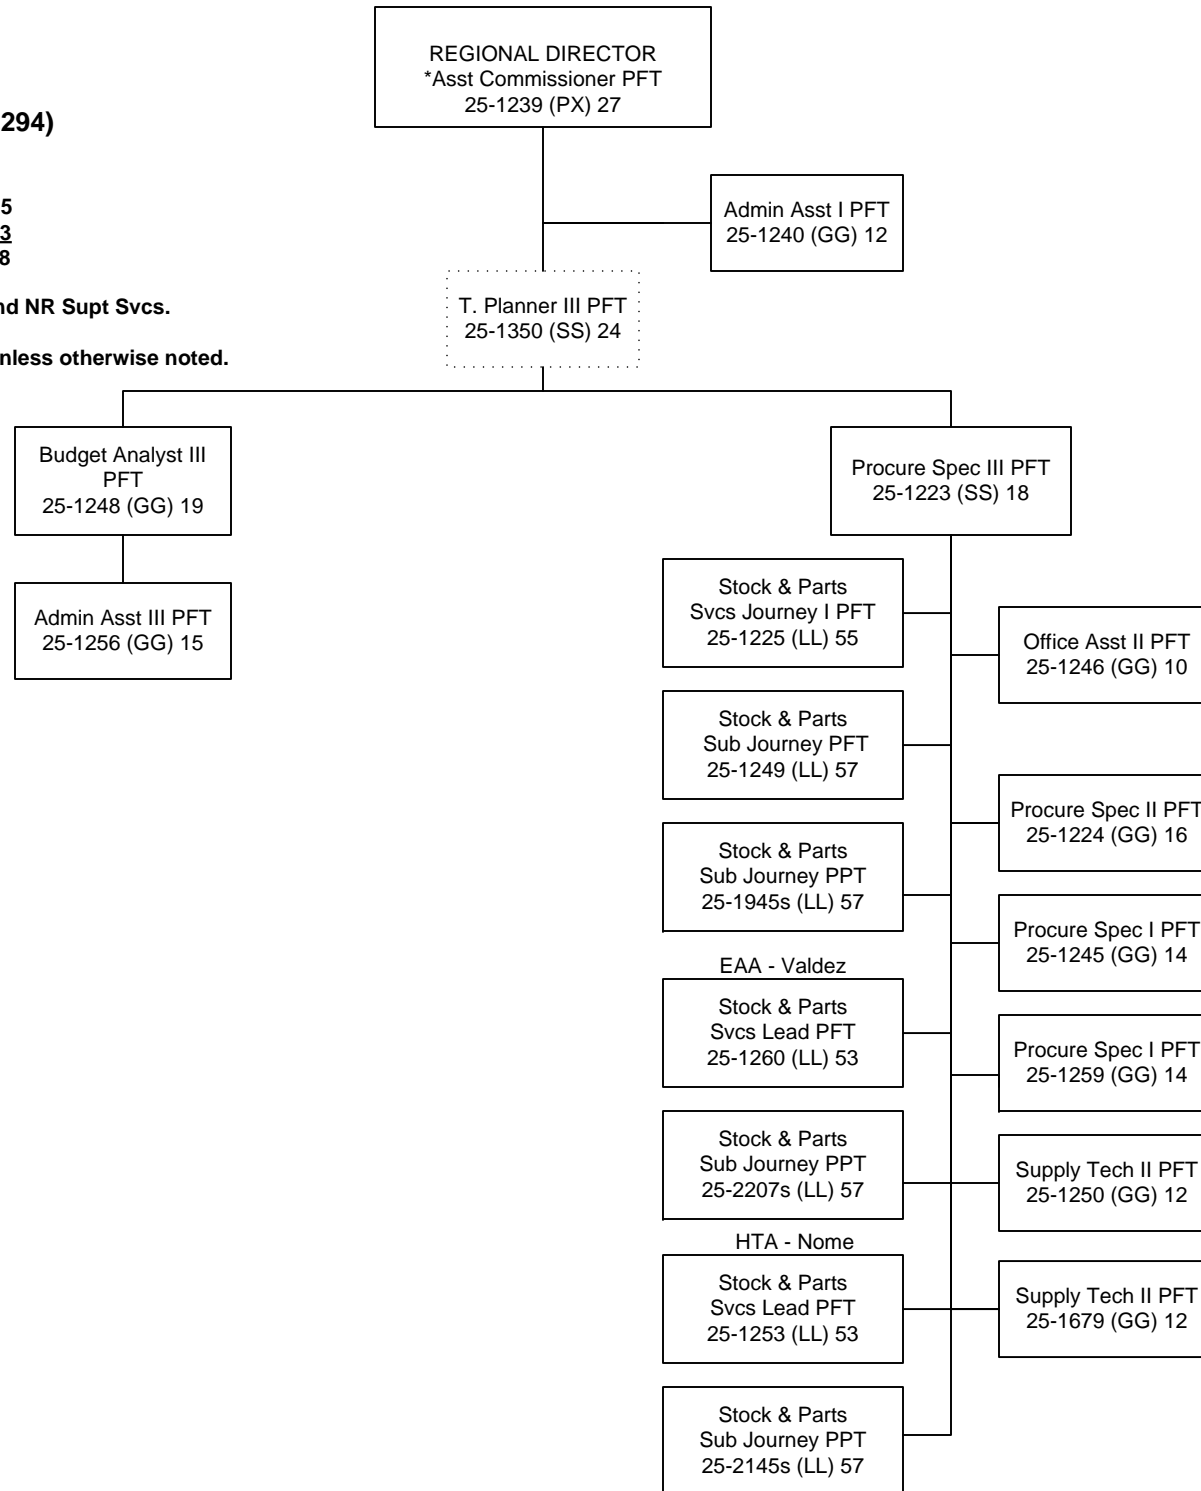 REGIONAL DIRECTOR
*Asst Commissioner PFT
25-1239 (PX) 27
294)
5
3
8
nd NR Supt Svcs.
nless otherwise noted.
Admin Asst I PFT
25-1240 (GG) 12
T. Planner III PFT
25-1350 (SS) 24
Budget Analyst III
PFT
25-1248 (GG) 19
Admin Asst III PFT
25-1256 (GG) 15
Procure Spec III PFT
25-1223 (SS) 18
Stock & Parts
Svcs Journey I PFT
25-1225 (LL) 55
Office Asst II PFT
25-1246 (GG) 10
Stock & Parts
Sub Journey PFT
25-1249 (LL) 57
Procure Spec II PFT
25-1224 (GG) 16
Stock & Parts
Sub Journey PPT
25-1945s (LL) 57
Procure Spec I PFT
25-1245 (GG) 14
EAA - Valdez
Stock & Parts
Svcs Lead PFT
25-1260 (LL) 53
Procure Spec I PFT
25-1259 (GG) 14
Stock & Parts
Sub Journey PPT
25-2207s (LL) 57
Supply Tech II PFT
25-1250 (GG) 12
HTA - Nome
Stock & Parts
Svcs Lead PFT
25-1253 (LL) 53
Supply Tech II PFT
25-1679 (GG) 12
Stock & Parts
Sub Journey PPT
25-2145s (LL) 57